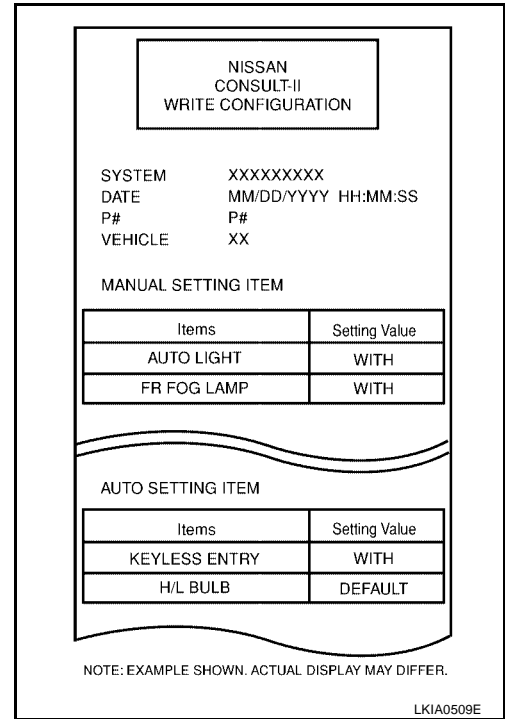 NISSAN
CONSULT-II
WRITE CONFIGURATION
SYSTEM XXXXXXXXX
DATE MM/DD/YYYY HH:MM:SS
P# P#
VEHICLE XX
MANUAL SETTING ITEM
Items Setting Value
AUTO LIGHT WITH
FR FOG LAMP WITH
AUTO SETTING ITEM
Items Setting Value
KEYLESS ENTRY WITH
H/L BULB DEFAULT
NOTE: EXAMPLE SHOWN. ACTUAL DISPLAY MAY DIFFER.
LKIA0509E